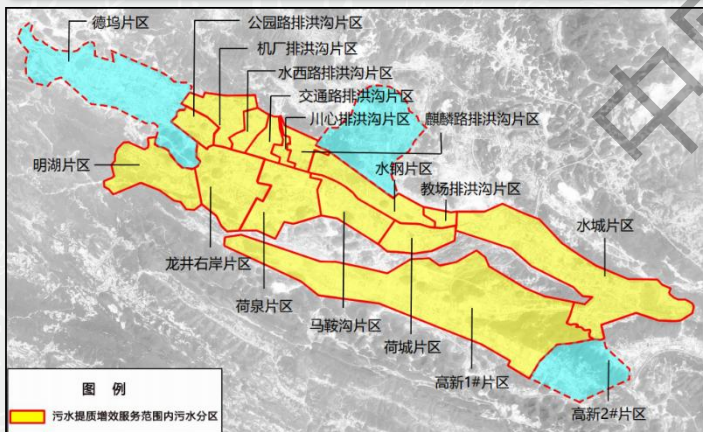 德坞片区
公园路排洪沟片区
机厂排洪沟片区
水西路排洪沟片区
交通路排洪沟片区
川心排洪沟片区
麒麟路排洪沟片区
明湖片区
水钢片区
教场排洪沟片区
水城片区
龙井右岸片区
荷泉片区
马鞍沟片区
荷城片区
高新1#片区
高新2#片区
图 例
污水提质增效服务范围内污水分区